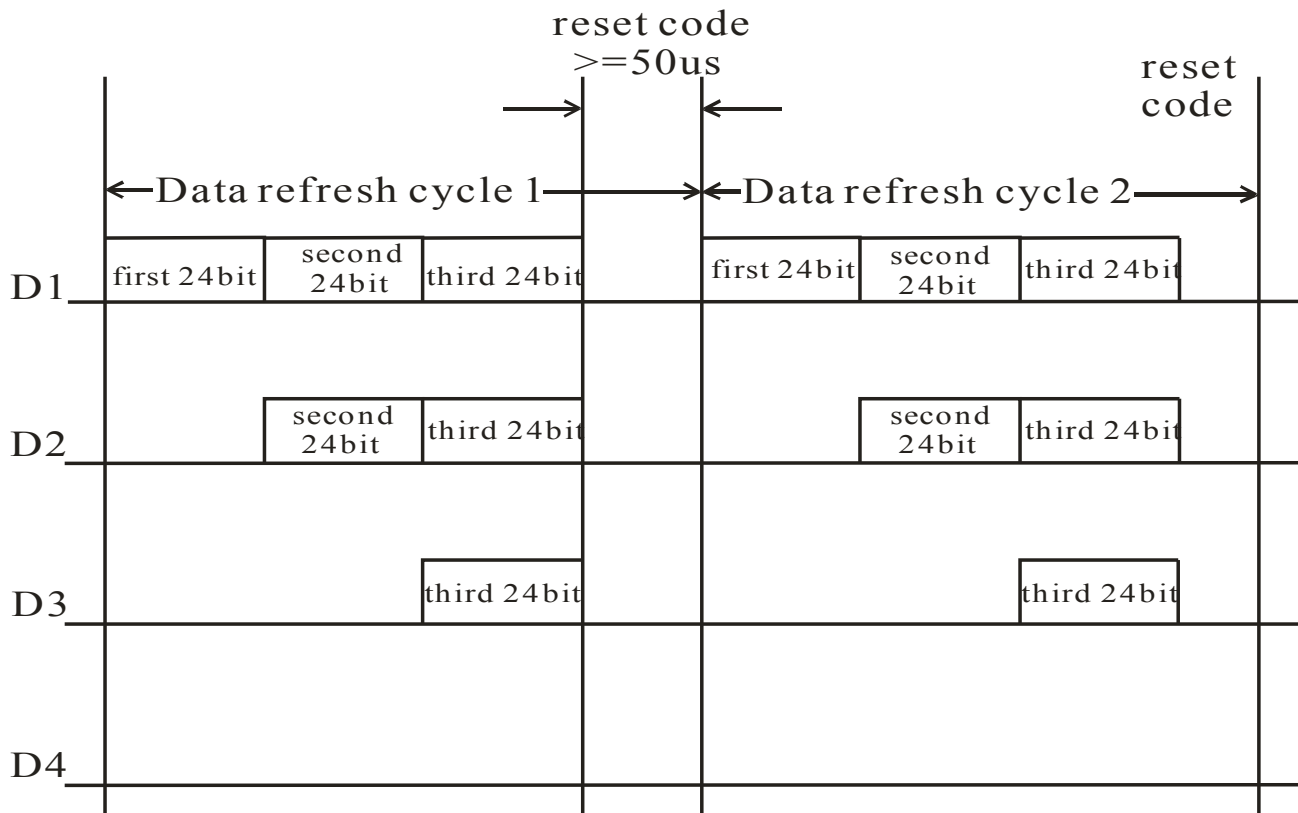 reset code
>=50us
reset
code
Data refresh cycle 1
Data refresh cycle 2
D1
first 24bit
second
24bit
third 24bit
first 24bit
second
24bit
third 24bit
D2
second
24bit
third 24bit
second
24bit
third 24bit
D3
third 24bit
third 24bit
D4